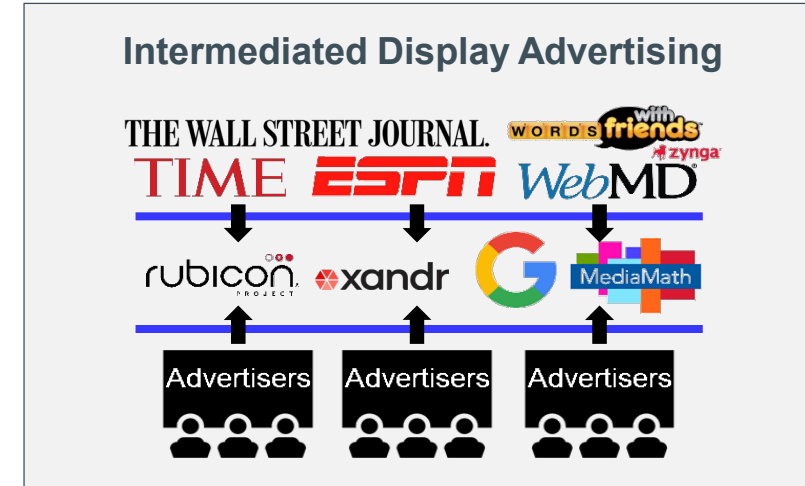 Intermediated Display Advertising
THE WALL STREET JOURNAL.
WORDS with friends
zynga
TIME
ESPN
WebMD®
rubicon
PROJECT
xandr
G
MediaMath
Advertisers
Advertisers
Advertisers